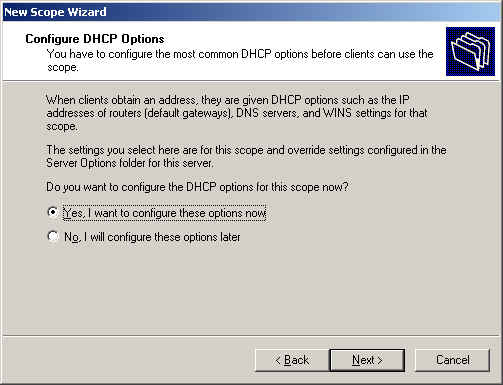 New Scope Wizard
Configure DHCP Options
You have to configure the most common DHCP options before clients can use the
scope.
When clients obtain an address, they are given DHCP options such as the IP
addresses of routers (default gateways), DNS servers, and WINS settings for that
scope.
The settings you select here are for this scope and override settings configured in the
Server Options folder for this server.
Do you want to configure the DHCP options for this scope now?
Yes, I want to configure these options now
No, I will configure these options later
< Back
Next >
Cancel